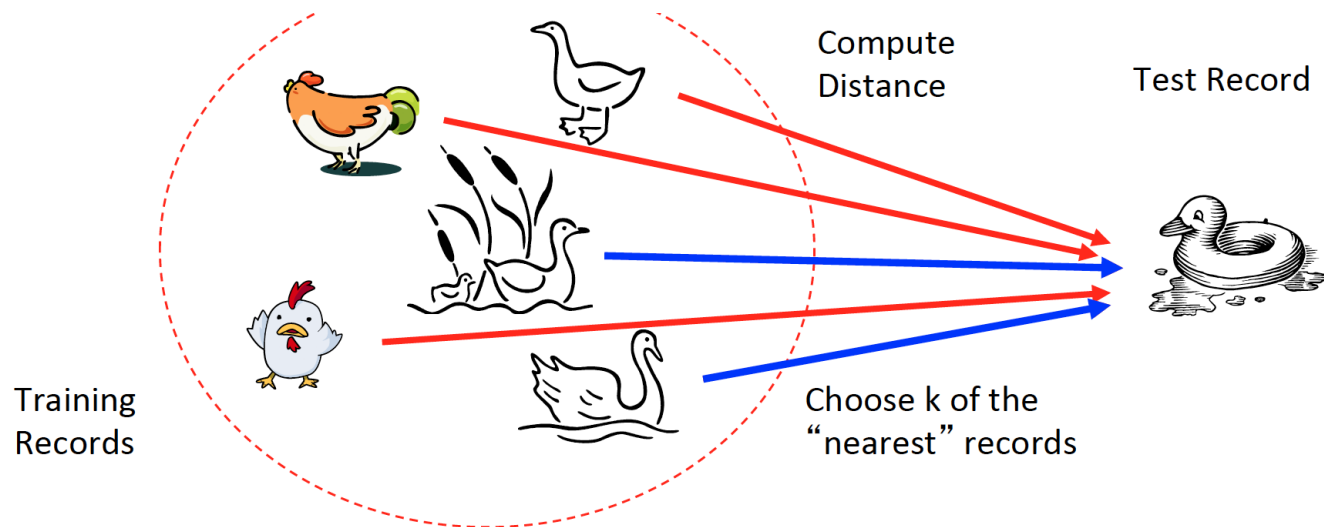 Compute
Distance
Test Record
Training
Records
Choose k of the
“nearest” records